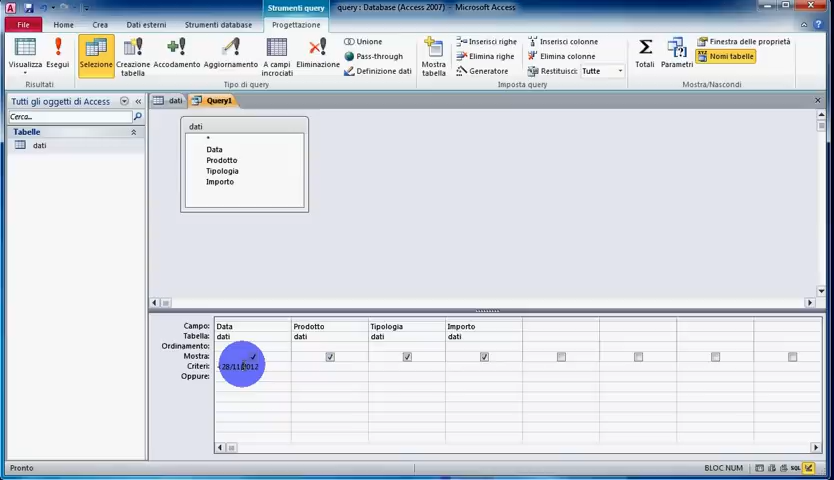 Strumenti query
query : Database (Access 2007) - Microsoft Access
File Home Crea Dati esterni Strumenti database Progettazione
Visualizza
Esegui
Selezione
Creazione tabella
Accodamento
Aggiornamento
A campi incrociati
Eliminazione
Unione
Pass-through
Definizione dati
Mostra tabella
Inserisci righe
Elimina righe
Generatore
Inserisci colonne
Elimina colonne
Restituisci: Tutte
Totali
Parametri
Finestra delle proprietà
Nomi tabelle
Risultati Tipo di query Imposta query Mostra/Nascondi
Tutti gli oggetti di Access
Cerca...
Tabelle
dati
dati Query1
dati
*
Data
Prodotto
Tipologia
Importo
Campo: Data Prodotto Tipologia Importo
Tabella: dati dati dati dati
Ordinamento:
Mostra:
Criteri: <28/11/2012
Oppure:
Pronto
BLOC NUM
SQL